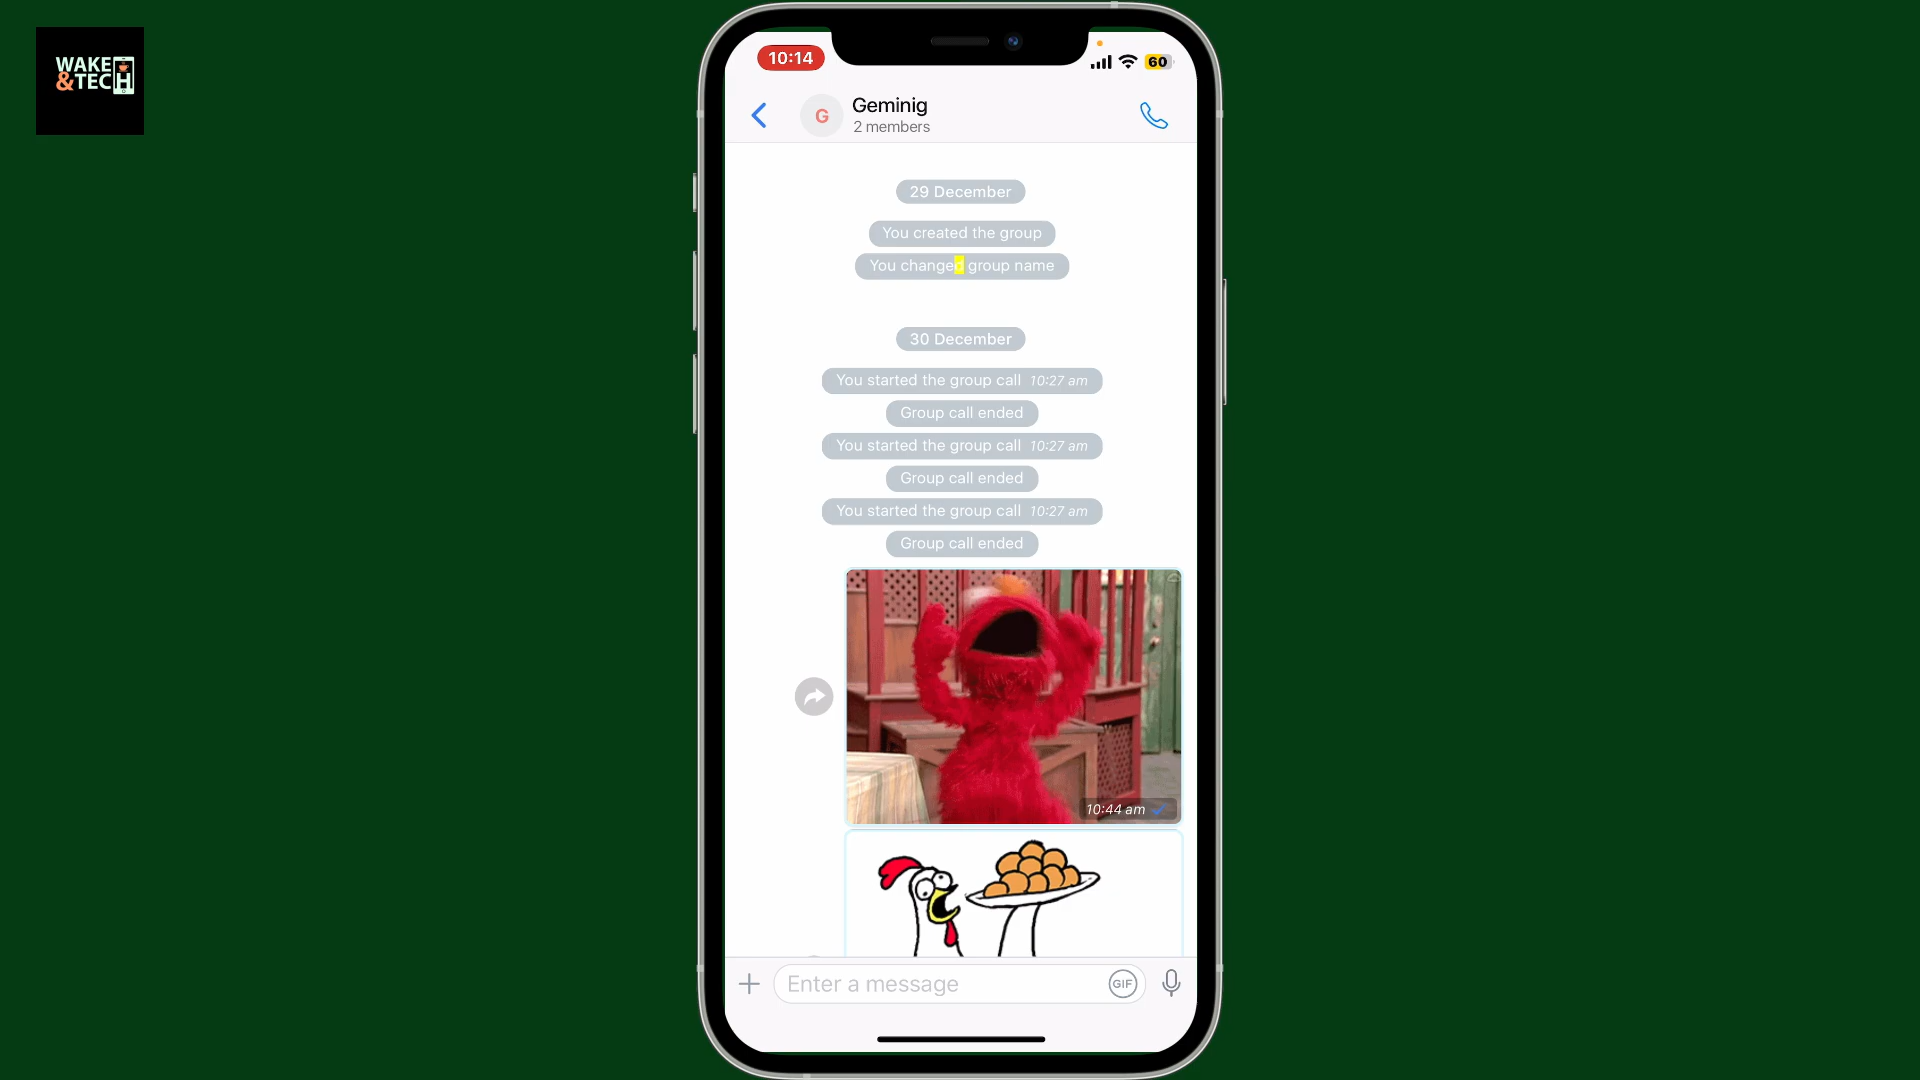 WAKE
&TECH
10:14
60
G
Geminig
2 members
29 December
You created the group
You changed group name
30 December
You started the group call 10:27 am
Group call ended
You started the group call 10:27 am
Group call ended
You started the group call 10:27 am
Group call ended
10:44 am
Enter a message
GIF